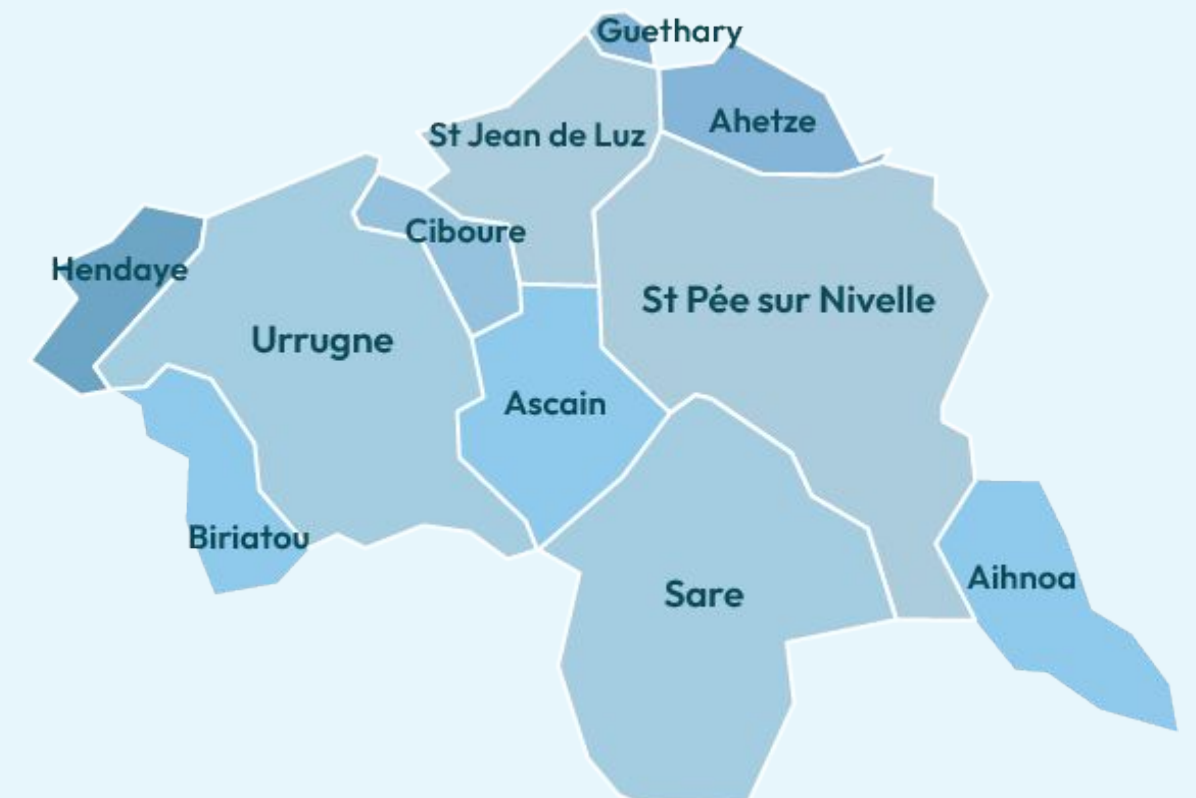 Guethary
Ahetze
St Jean de Luz
Ciboure
Hendaye
St Pée sur Nivelle
Urrugne
Ascain
Biriatou
Aihnoa
Sare